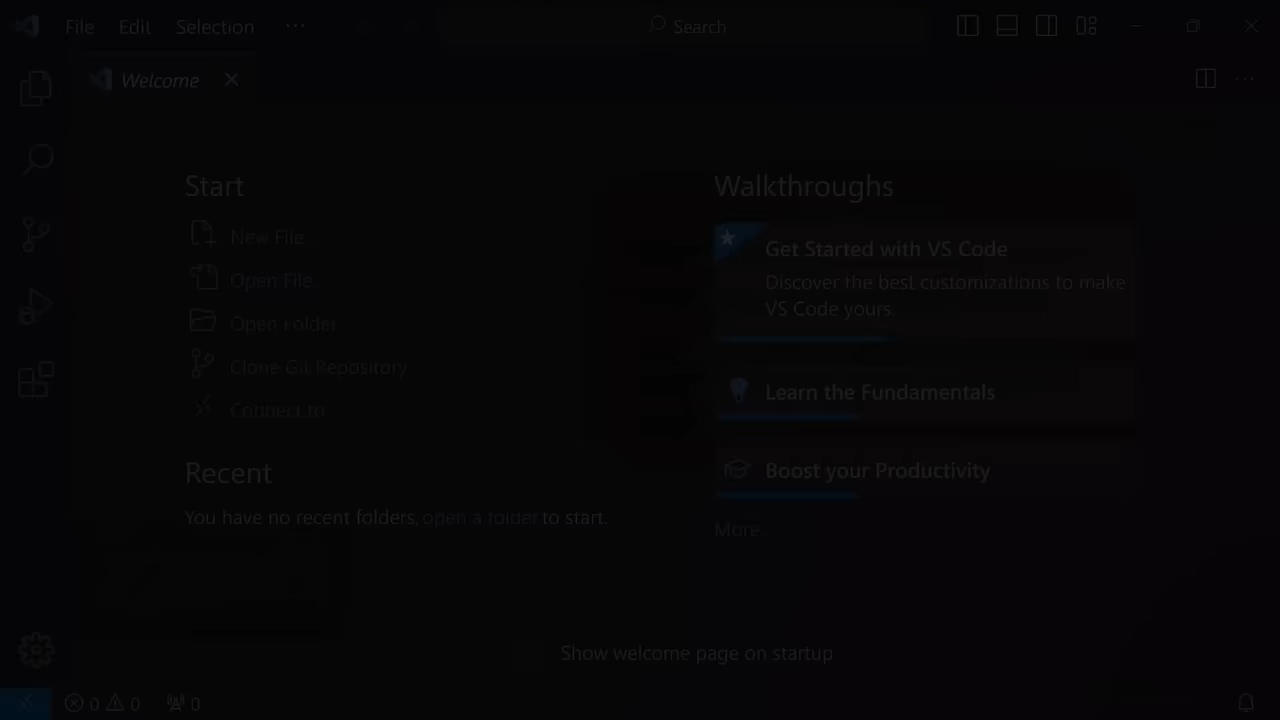 File Edit Selection ···
Search
Welcome
Start
Walkthroughs
New File...
Get Started with VS Code
Open File...
Discover the best customizations to make
VS Code yours.
Open Folder...
Clone Git Repository...
Learn the Fundamentals
Connect to...
Recent
Boost your Productivity
You have no recent folders, open a folder to start.
More...
Show welcome page on startup
0 0 0